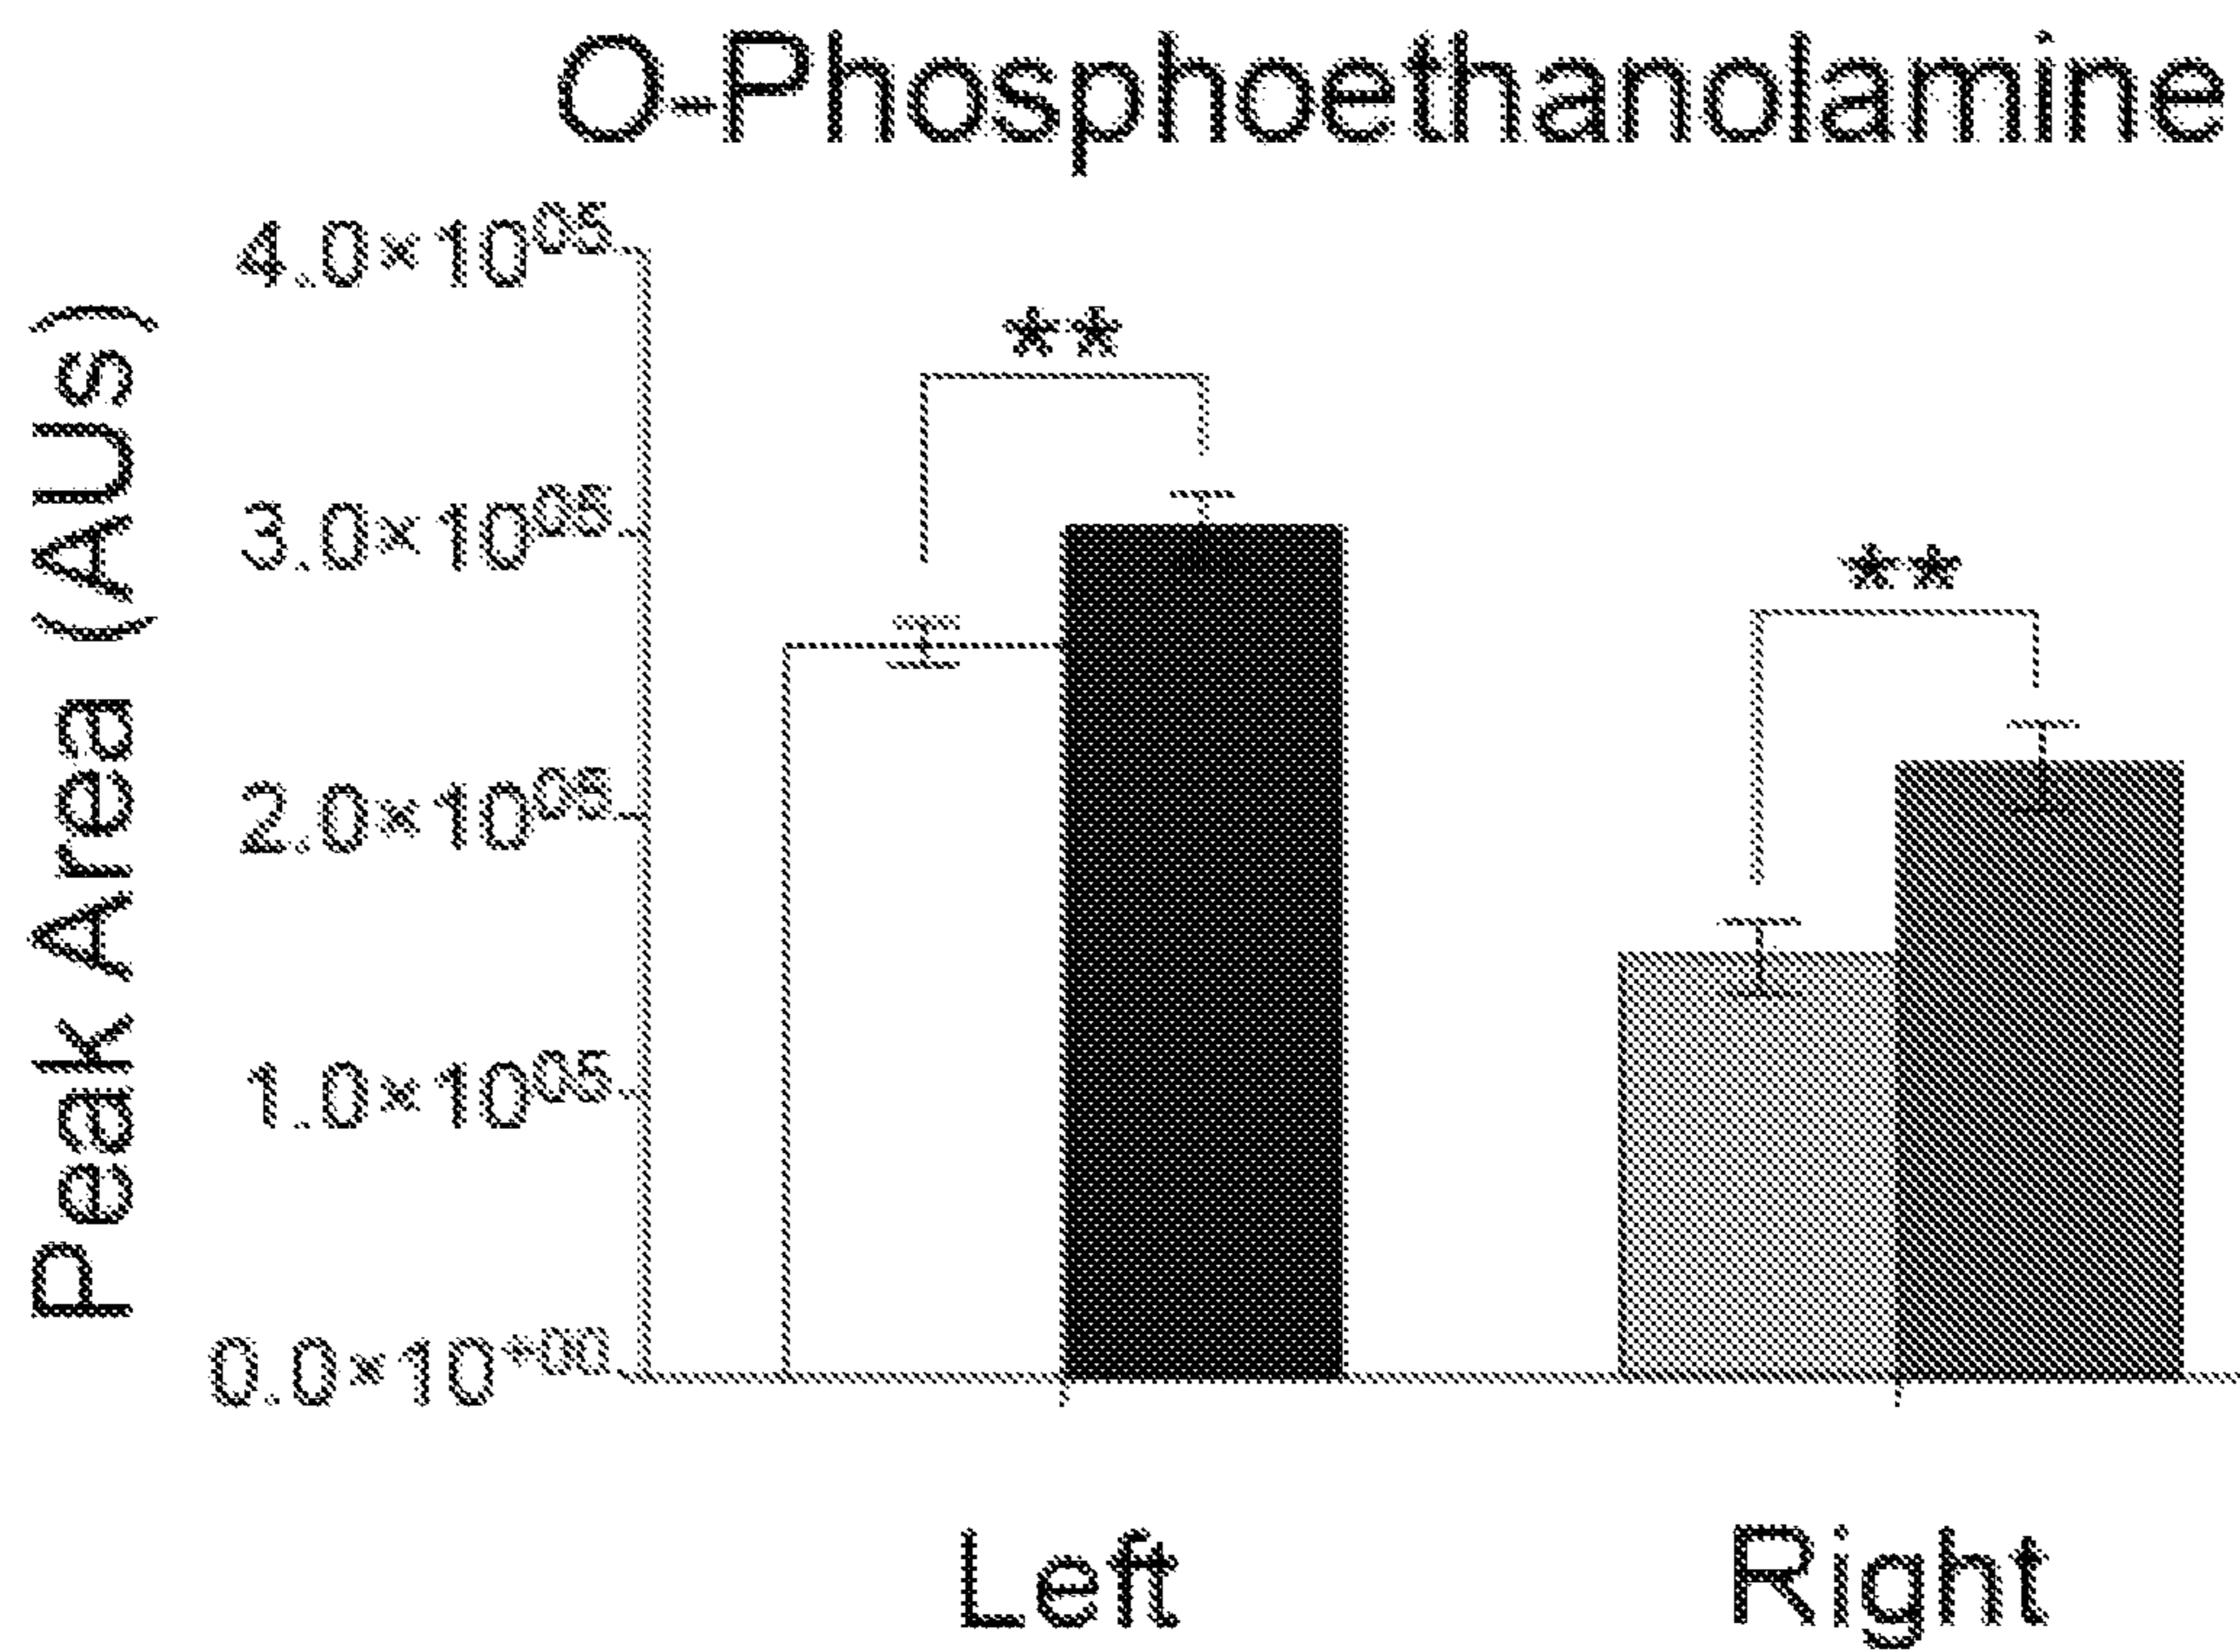 O-Phosphoethanolamine
Peak Area (AUs)
4.0×10⁰⁵
3.0×10⁰⁵
2.0×10⁰⁵
1.0×10⁰⁵
0.0×10⁺⁰⁰
**
**
Left
Right